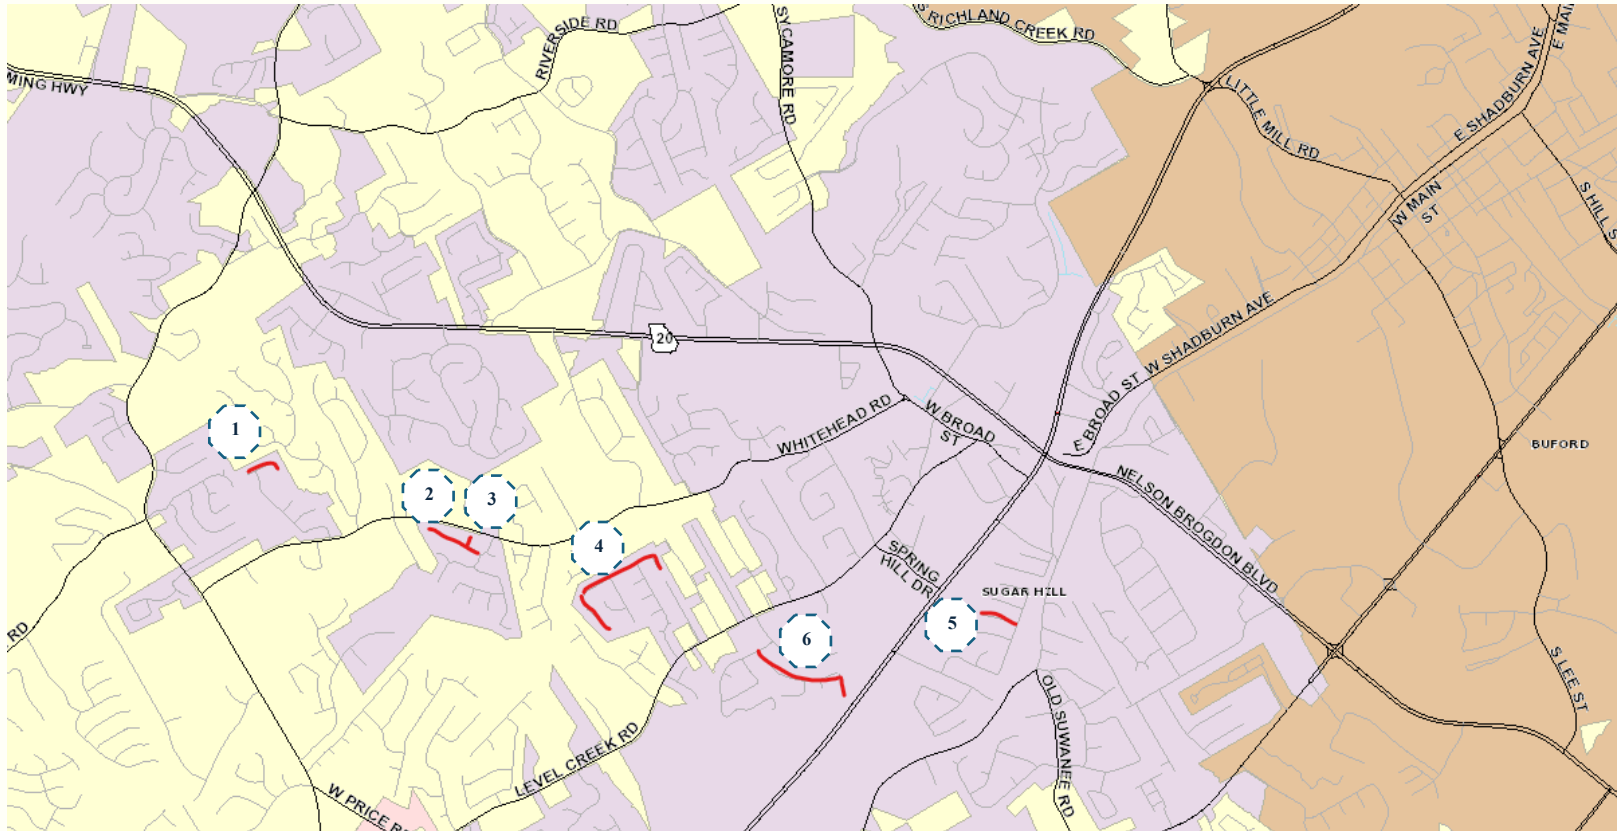 S RICHLAND CREEK RD
RIVERSIDE RD
SYCAMORE RD
E MAI
E SHADBURN AVE
MING HWY
LITTLE MILL RD
W MAIN
ST
S HILL S
20
W SHADBURN AVE
E BROAD ST
WHITEHEAD RD
W BROAD
ST
1
BUFORD
2
3
NELSON BROGDON BLVD
4
SPRING
HILL DR
SUGAR HILL
5
6
RD
OLD SUWANEE RD
S LEE ST
LEVEL CREEK RD
W PRICE R